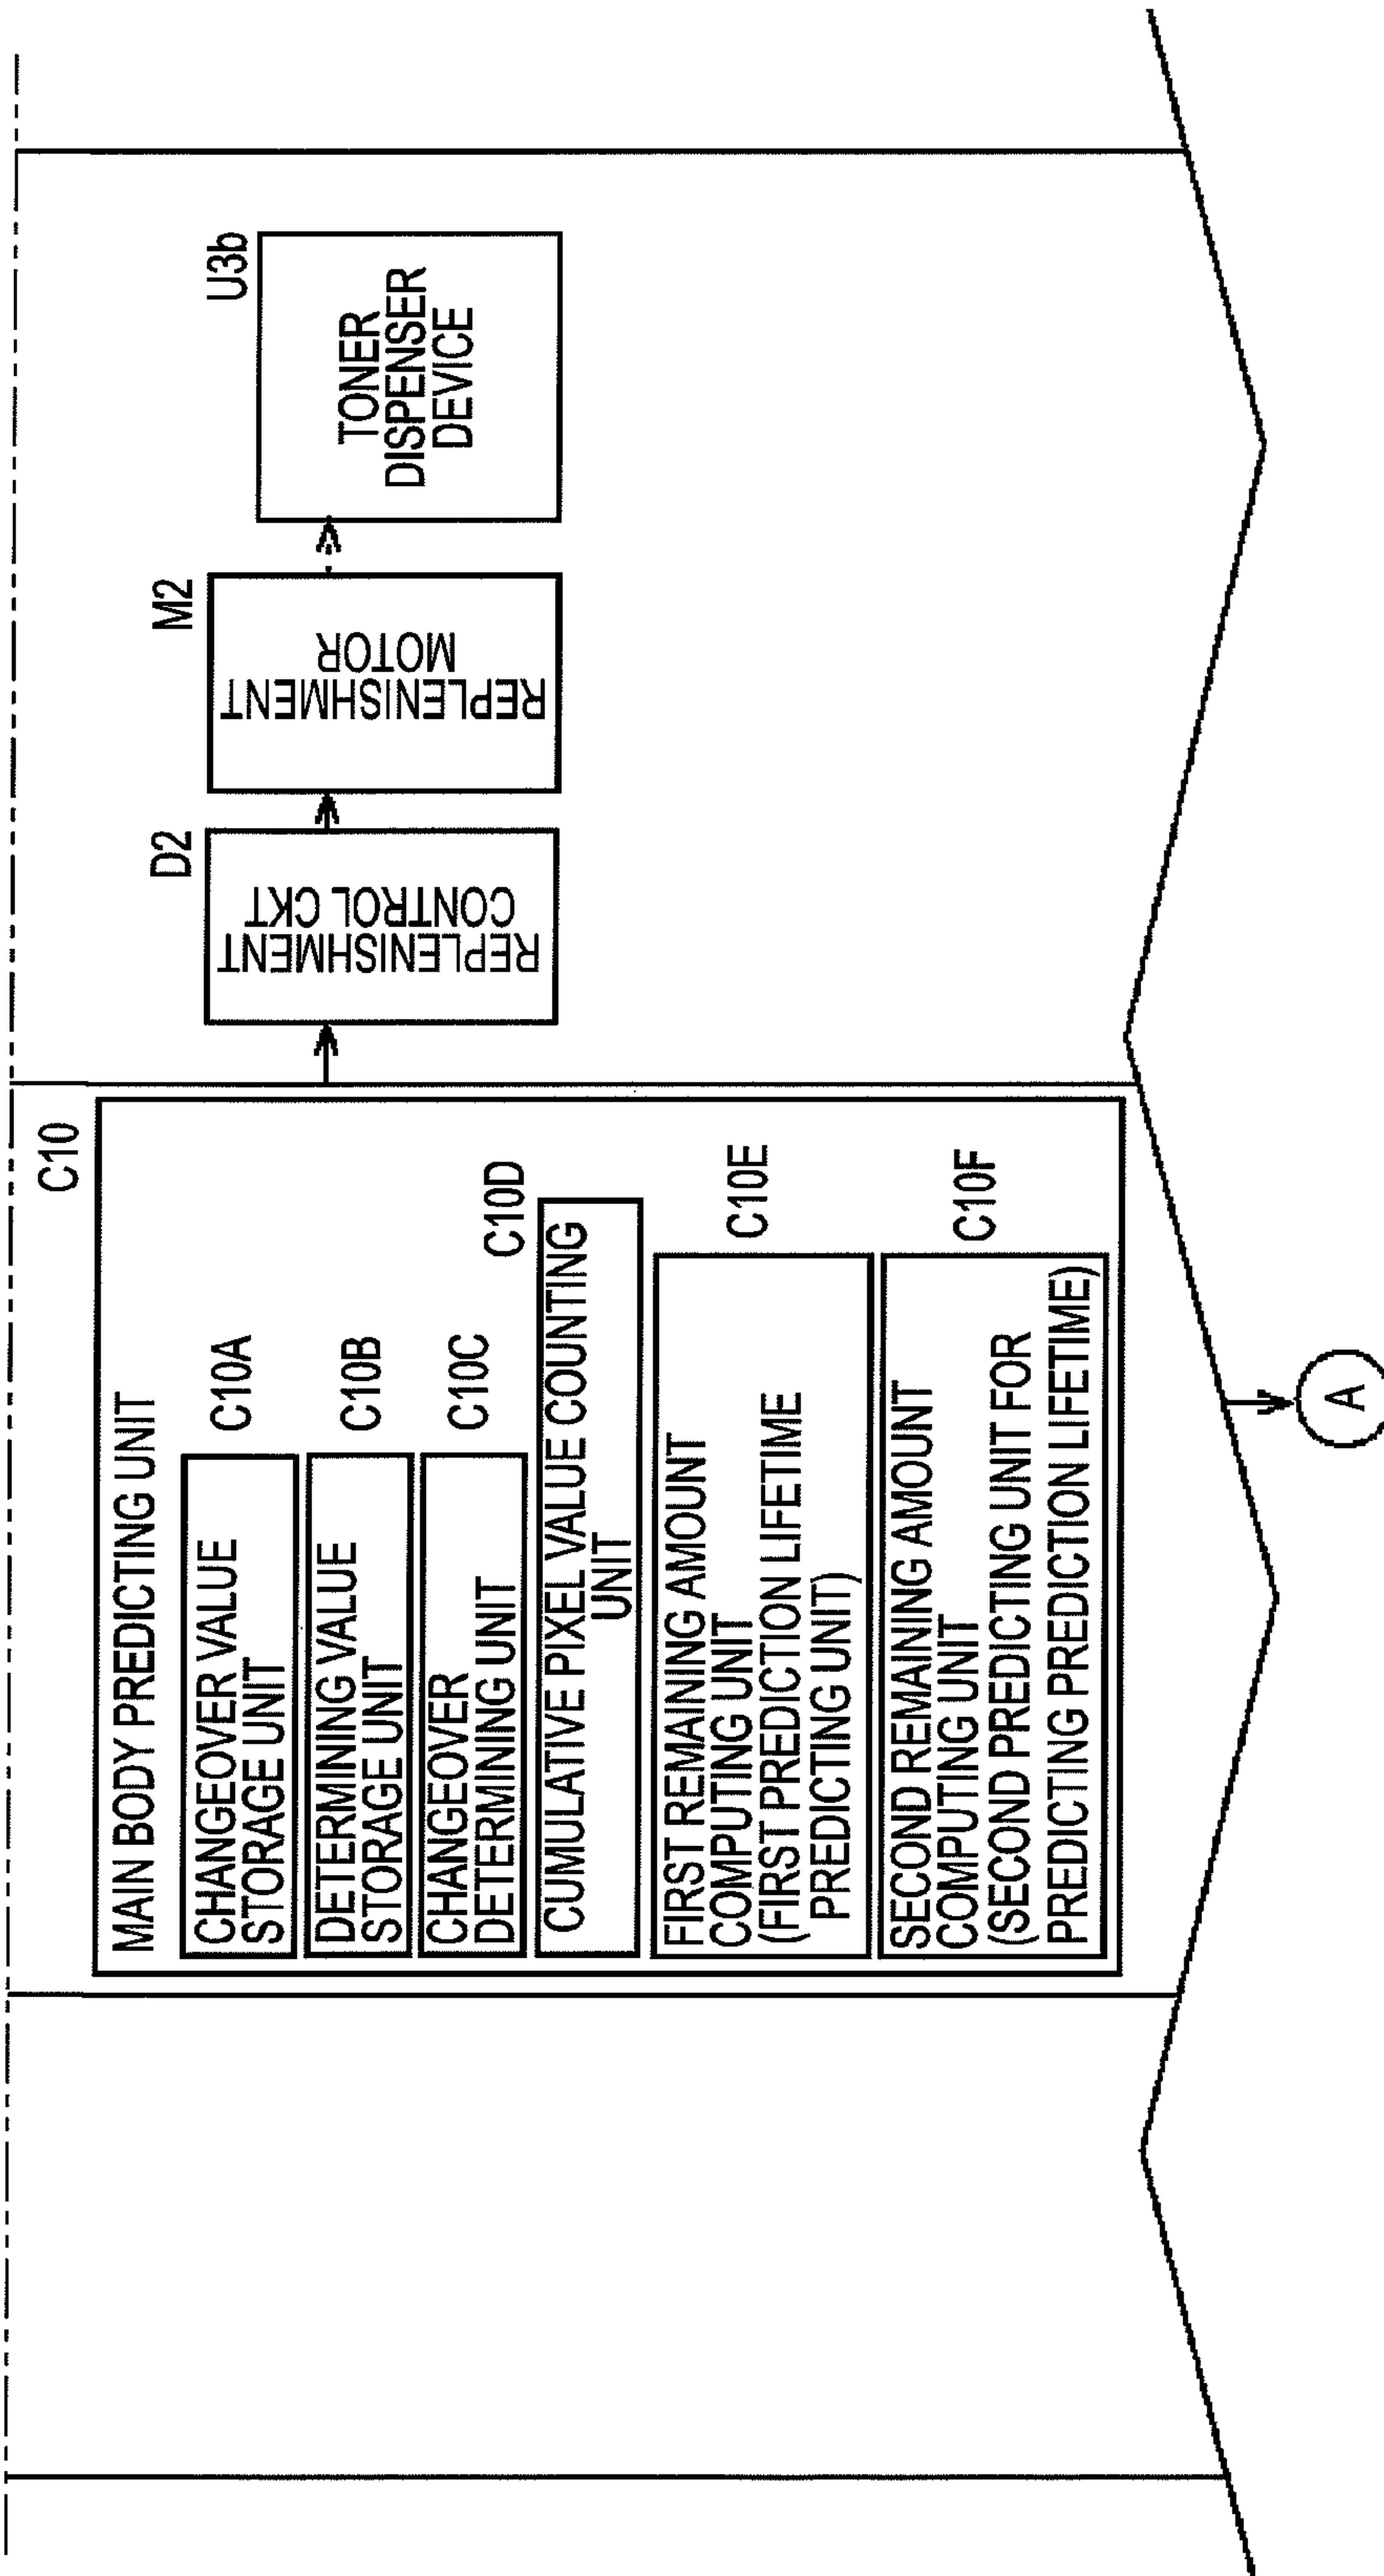 C10
MAIN BODY PREDICTING UNIT
CHANGEOVER VALUE
STORAGE UNIT
C10A
DETERMINING VALUE
STORAGE UNIT
C10B
CHANGEOVER
DETERMINING UNIT
C10C
C10D
CUMULATIVE PIXEL VALUE COUNTING
UNIT
FIRST REMAINING AMOUNT
COMPUTING UNIT
(FIRST PREDICTION LIFETIME
PREDICTING UNIT)
C10E
SECOND REMAINING AMOUNT
COMPUTING UNIT
(SECOND PREDICTING UNIT FOR
PREDICTING PREDICTION LIFETIME)
C10F
D2
REPLENISHMENT
CONTROL CKT
M2
REPLENISHMENT
MOTOR
U3b
TONER
DISPENSER
DEVICE
A